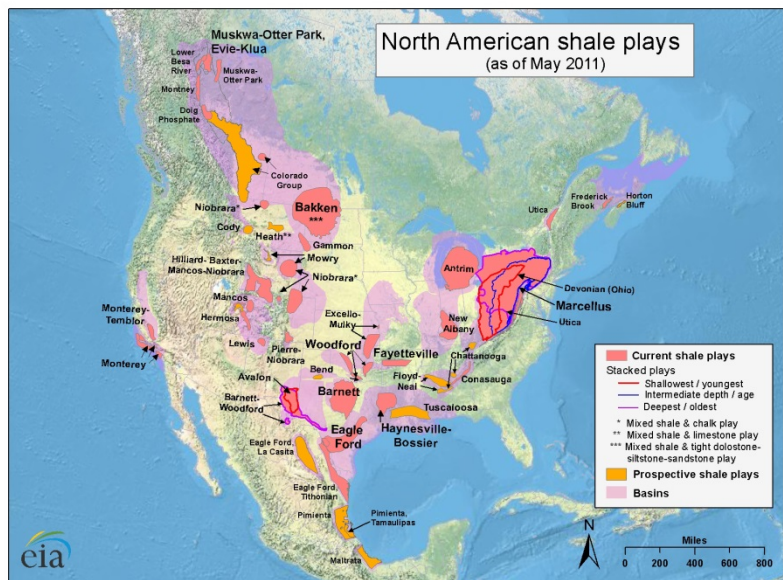 North American shale plays
(as of May 2011)
Muskwa-Otter Park,
Evie-Klua
Lower
Besa
River
Muskwa-
Otter Park
Montney
Doig
Phosphate
Colorado
Group
Niobrara*
Bakken
***
Cody
Heath**
Gammon
Mowry
Hilliard- Baxter-
Mancos-Niobrara
Niobrara*
Mancos
Hermosa
Lewis
Pierre-
Niobrara
Monterey-
Temblor
Monterey
Excello-
Mulky
Woodford
Fayetteville
Bend
Avalon
Barnett-
Woodford
Barnett
Eagle
Ford
Haynesville-
Bossier
Tuscaloosa
Floyd-
Neal
Conasauga
Chattanooga
New
Albany
Antrim
Devonian (Ohio)
Marcellus
Utica
Utica
Frederick
Brook
Horton
Bluff
Eagle Ford,
La Casita
Eagle Ford,
Tithonian
Pimienta
Pimienta,
Tamaulipas
Maltrata
Current shale plays
Stacked plays
Shallowest / youngest
Intermediate depth / age
Deepest / oldest
* Mixed shale & chalk play
** Mixed shale & limestone play
*** Mixed shale & tight dolostone-
siltstone-sandstone play
Prospective shale plays
Basins
N
Miles
0 200 400 600 800
eia